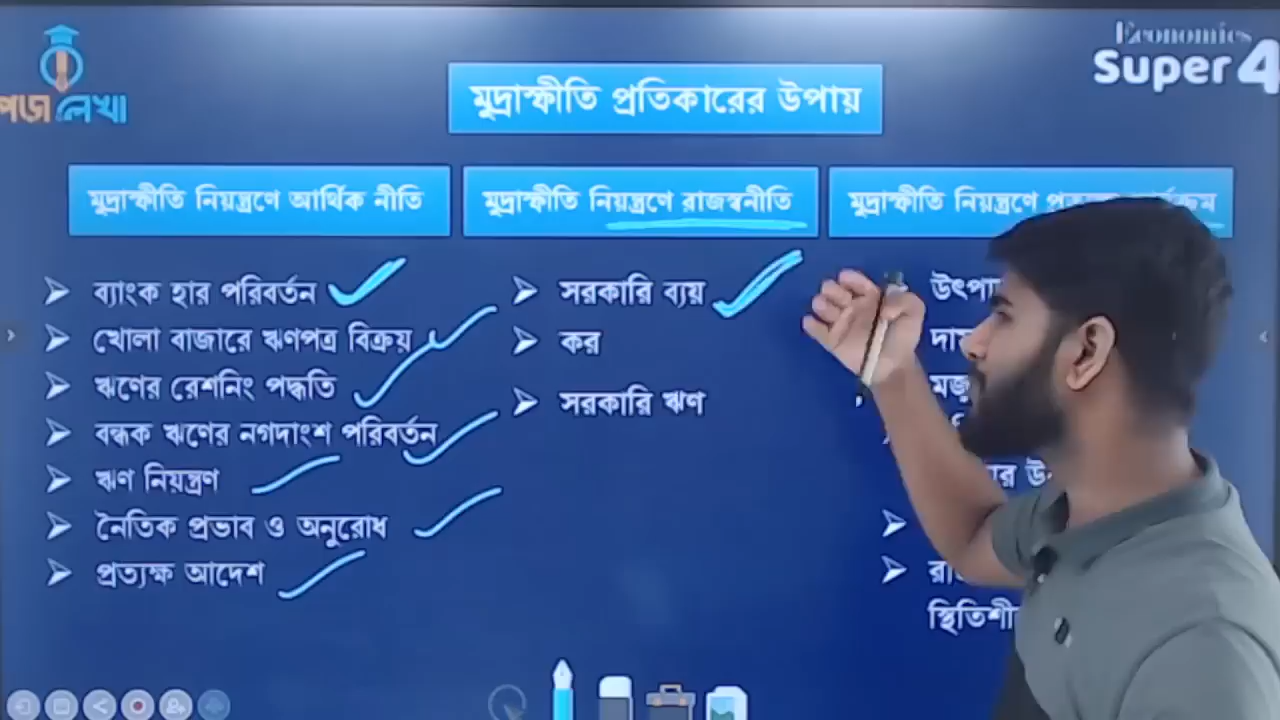 পড়া লেখা
Economics
Super 4
মুদ্রাস্ফীতি প্রতিকারের উপায়
মুদ্রাস্ফীতি নিয়ন্ত্রণে আর্থিক নীতি
ব্যাংক হার পরিবর্তন
খোলা বাজারে ঋণপত্র বিক্রয়
ঋণের রেশনিং পদ্ধতি
বন্ধক ঋণের নগদাংশ পরিবর্তন
ঋণ নিয়ন্ত্রণ
নৈতিক প্রভাব ও অনুরোধ
প্রত্যক্ষ আদেশ
মুদ্রাস্ফীতি নিয়ন্ত্রণে রাজস্বনীতি
সরকারি ব্যয়
কর
সরকারি ঋণ
মুদ্রাস্ফীতি নিয়ন্ত্রণে